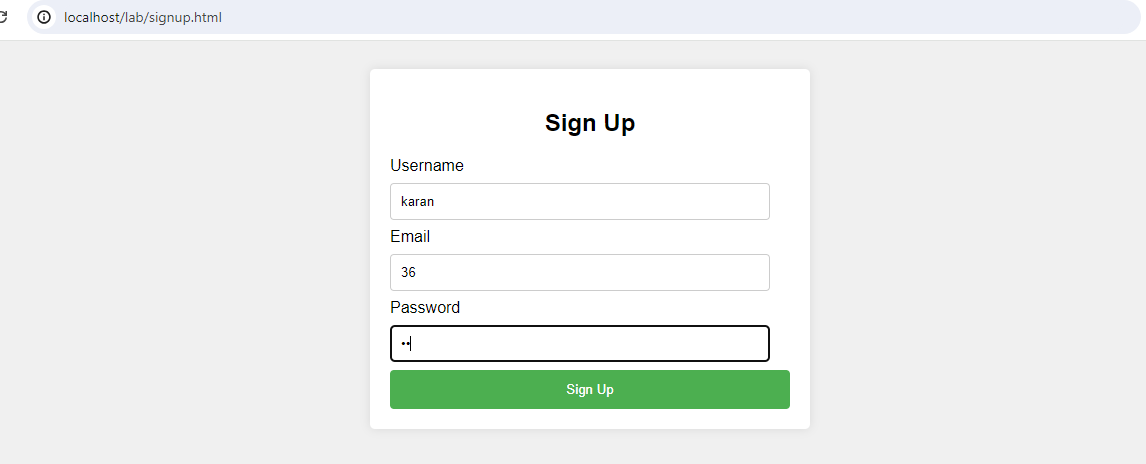 localhost/lab/signup.html
Sign Up
Username
karan
Email
36
Password
••
Sign Up